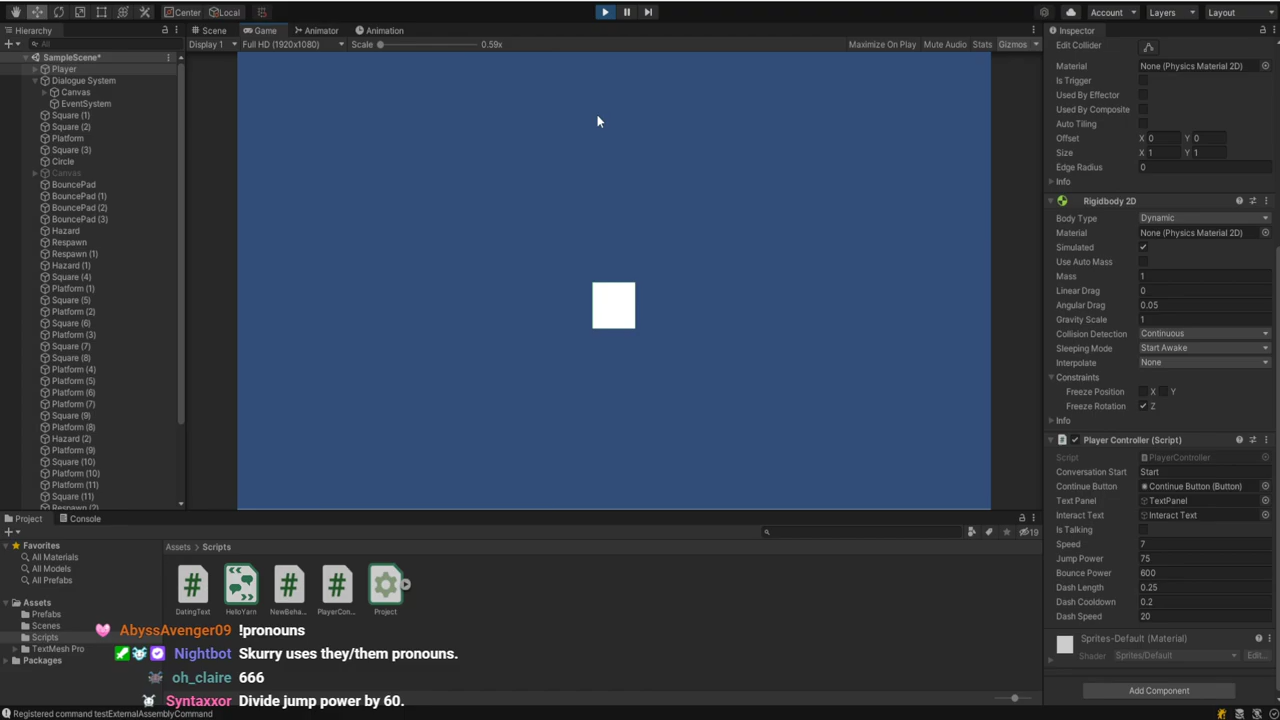 Center Local Account Layers Layout
Hierarchy Scene Game Animator Animation Inspector
All Display 1 Full HD (1920x1080) Scale 0.59x Maximize On Play Mute Audio Stats Gizmos
SampleScene*
Player
Dialogue System
Canvas
EventSystem
Square (1)
Square (2)
Platform
Square (3)
Circle
Canvas
BouncePad
BouncePad (1)
BouncePad (2)
BouncePad (3)
Hazard
Respawn
Respawn (1)
Hazard (1)
Square (4)
Platform (1)
Square (5)
Platform (2)
Square (6)
Platform (3)
Square (7)
Square (8)
Platform (4)
Platform (5)
Platform (6)
Platform (7)
Square (9)
Platform (8)
Hazard (2)
Platform (9)
Square (10)
Platform (10)
Platform (11)
Square (11)
Respawn (2)
Edit Collider
Material None (Physics Material 2D)
Is Trigger
Used By Effector
Used By Composite
Auto Tiling
Offset X 0 Y 0
Size X 1 Y 1
Edge Radius 0
Info
Rigidbody 2D
Body Type Dynamic
Material None (Physics Material 2D)
Simulated
Use Auto Mass
Mass 1
Linear Drag 0
Angular Drag 0.05
Gravity Scale 1
Collision Detection Continuous
Sleeping Mode Start Awake
Interpolate None
Constraints
Freeze Position X Y
Freeze Rotation Z
Info
Player Controller (Script)
Script PlayerController
Conversation Start Start
Continue Button Continue Button (Button)
Text Panel TextPanel
Interact Text Interact Text
Is Talking
Speed 7
Jump Power 75
Bounce Power 600
Dash Length 0.25
Dash Cooldown 0.2
Dash Speed 20
Sprites-Default (Material)
Shader Sprites/Default Edit...
Add Component
Project Console
19
Favorites
All Materials
All Models
All Prefabs
Assets
Prefabs
Scenes
Scripts
TextMesh Pro
Packages
Assets Scripts
DatingText HelloYarn NewBeha... PlayerCon... Project
AbyssAvenger09 !pronouns
Nightbot Skurry uses they/them pronouns.
oh_claire 666
Syntaxxor Divide jump power by 60.
Registered command testExternalAssemblyCommand